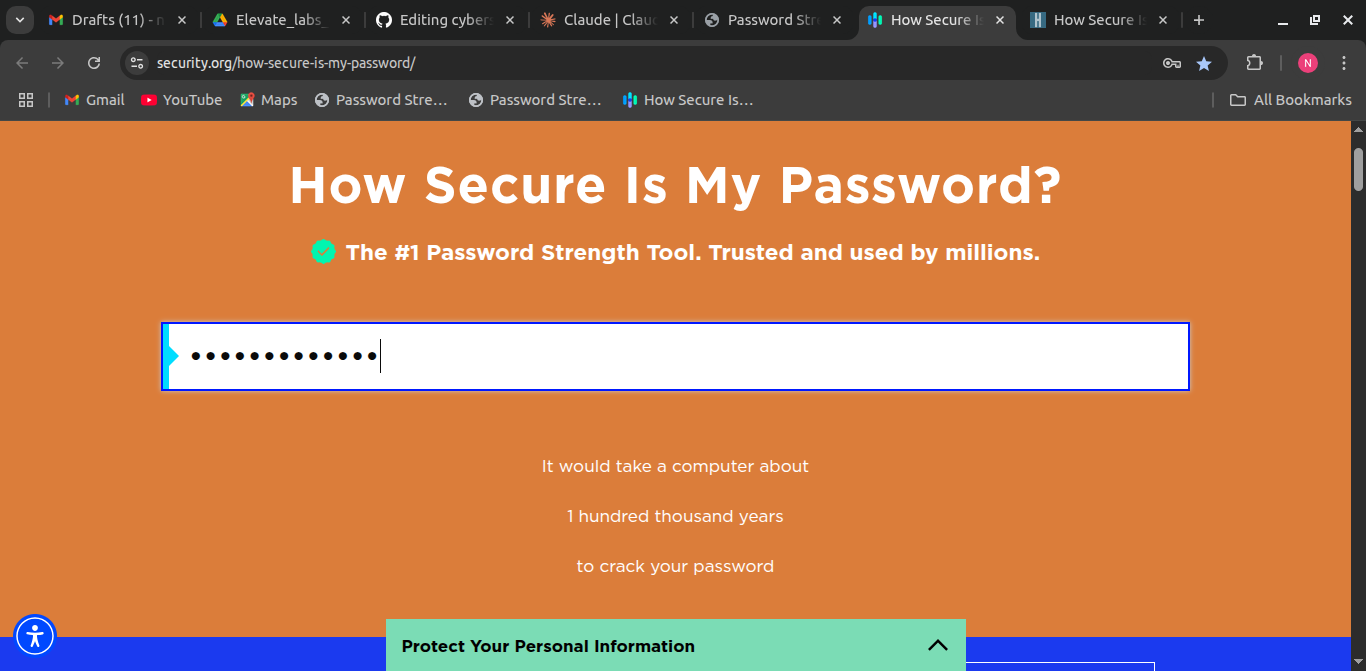 Drafts (11) - n
Elevate_labs_
Editing cybers
Claude | Clau
Password Str
How Secure Is
How Secure Is
security.org/how-secure-is-my-password/
N
Gmail
YouTube
Maps
Password Stre...
Password Stre...
How Secure Is...
All Bookmarks
How Secure Is My Password?
The #1 Password Strength Tool. Trusted and used by millions.
It would take a computer about
1 hundred thousand years
to crack your password
Protect Your Personal Information